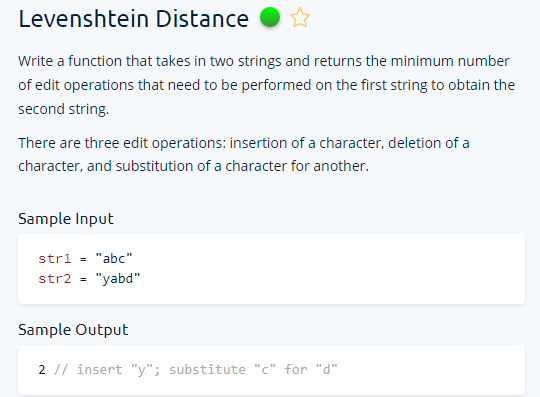 Levenshtein Distance
Write a function that takes in two strings and returns the minimum number
of edit operations that need to be performed on the first string to obtain the
second string.
There are three edit operations: insertion of a character, deletion of a
character, and substitution of a character for another.
Sample Input
str1 = "abc"
str2 = "yabd"
Sample Output
2 // insert "y"; substitute "c" for "d"